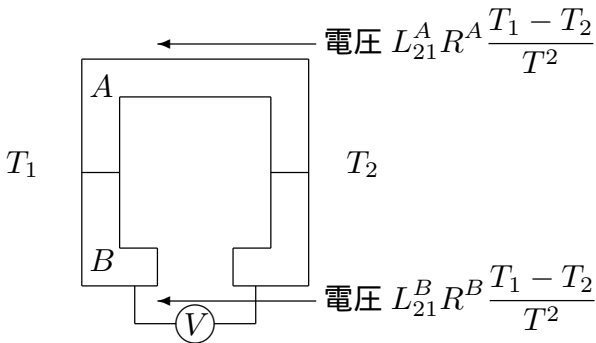 電圧 $L_{21}^{A} R^{A} \frac{T_1 - T_2}{T^2}$
A
$T_1$
$T_2$
B
電圧 $L_{21}^{B} R^{B} \frac{T_1 - T_2}{T^2}$
V